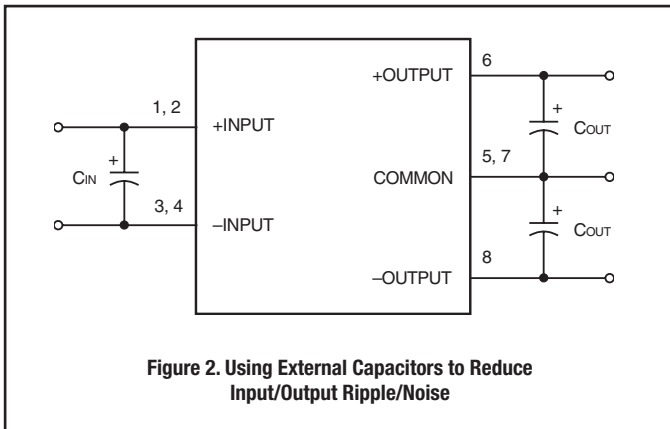 6
+OUTPUT
1, 2
+
+INPUT
COUT
5, 7
CIN
+
COMMON
+
3, 4
COUT
–INPUT
8
–OUTPUT
Figure 2. Using External Capacitors to Reduce
Input/Output Ripple/Noise